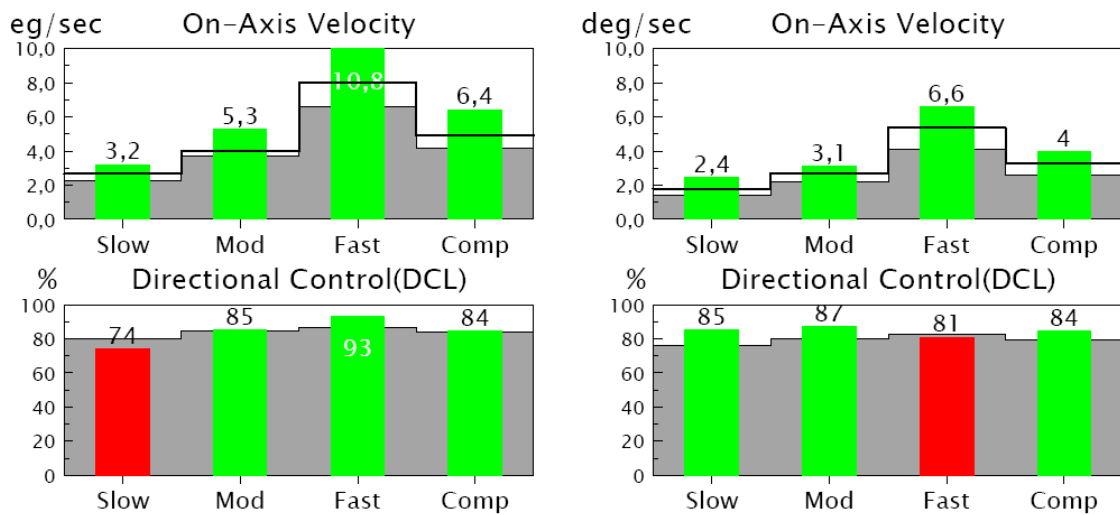 eg/sec On-Axis Velocity
10,0
8,0
6,0
4,0
2,0
0,0
3,2 5,3 10,8 6,4
Slow Mod Fast Comp
deg/sec On-Axis Velocity
10,0
8,0
6,0
4,0
2,0
0,0
2,4 3,1 6,6 4
Slow Mod Fast Comp
% Directional Control(DCL)
100
80
60
40
20
0
74 85 93 84
Slow Mod Fast Comp
% Directional Control(DCL)
100
80
60
40
20
0
85 87 81 84
Slow Mod Fast Comp